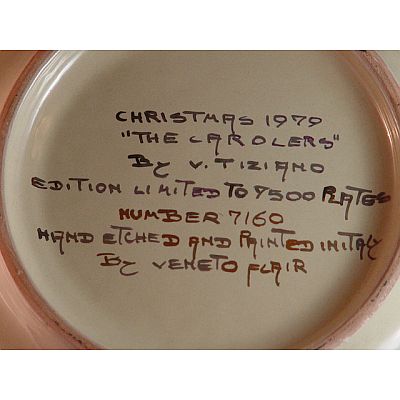 CHRISTMAS 1979
"THE CAROLERS"
By V. TIZIANO
EDITION LIMITED TO 7500 PLATES
NUMBER 7160
HAND ETCHED AND PAINTED IN ITALY
By VENETO FLAIR